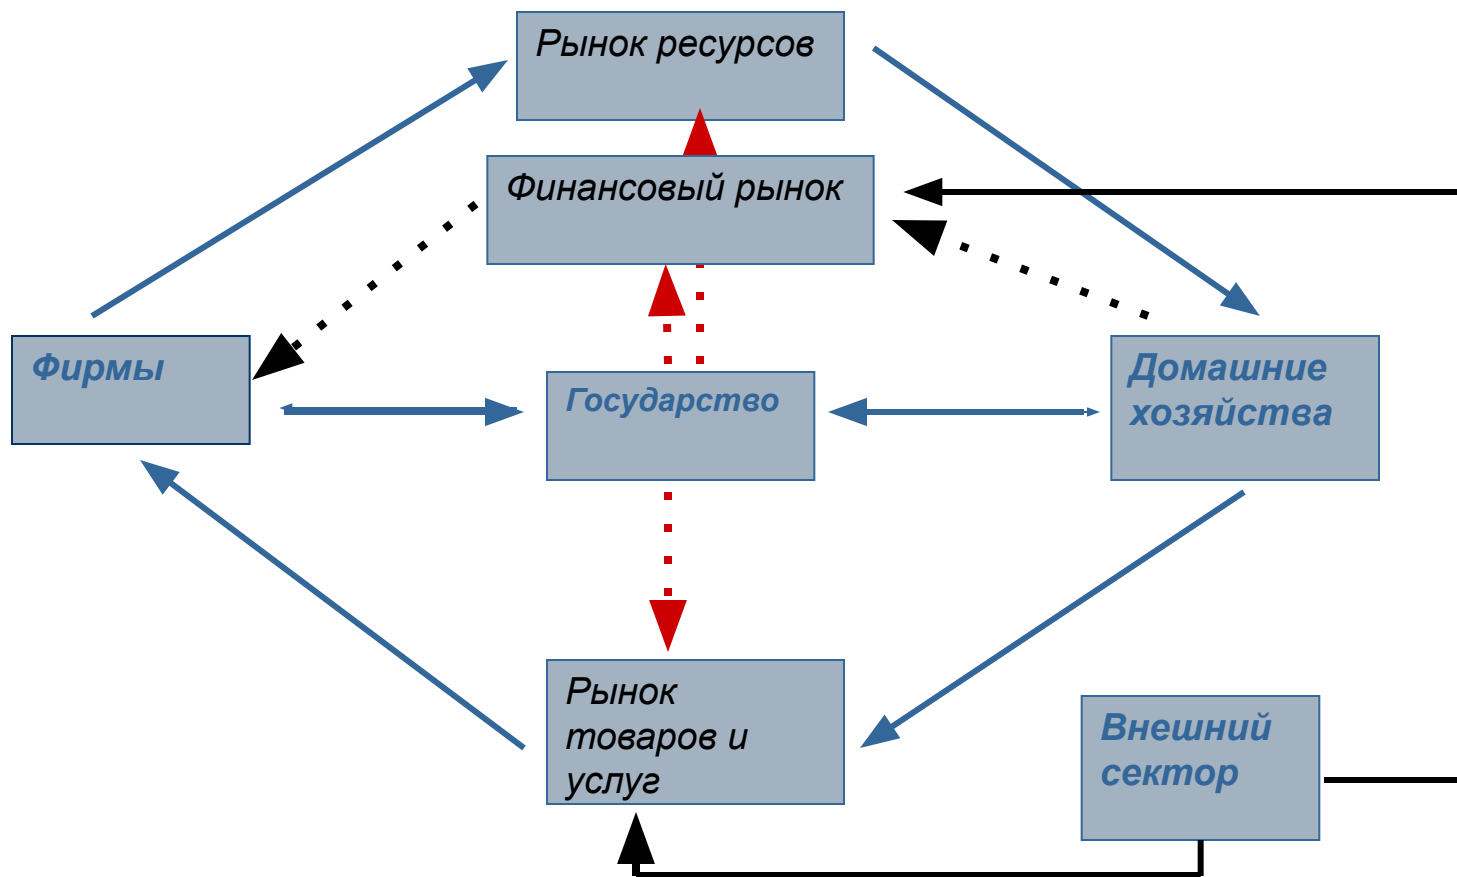 Рынок ресурсов
Финансовый рынок
Фирмы
Государство
Домашние
хозяйства
Рынок
товаров и
услуг
Внешний
сектор